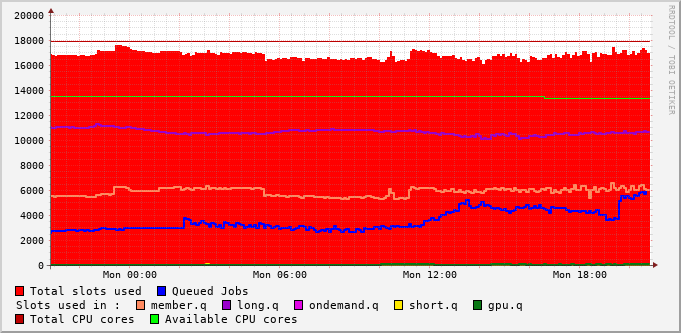 RRDTOOL / TOBI OETIKER
20000
18000
16000
14000
12000
10000
8000
6000
4000
2000
0
Mon 00:00 Mon 06:00 Mon 12:00 Mon 18:00
Total slots used Queued Jobs
Slots used in : member.q long.q ondemand.q short.q gpu.q
Total CPU cores Available CPU cores